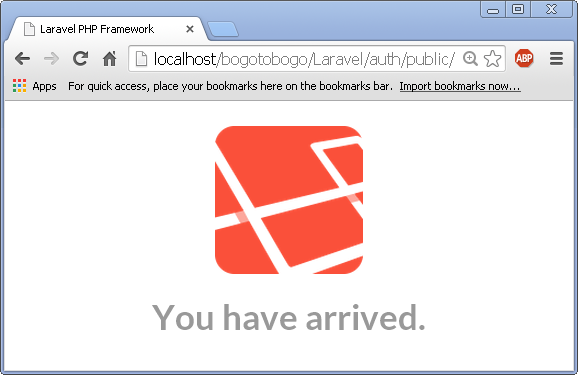 Laravel PHP Framework
localhost/bogotobogo/Laravel/auth/public/
ABP
Apps For quick access, place your bookmarks here on the bookmarks bar. Import bookmarks now...
You have arrived.